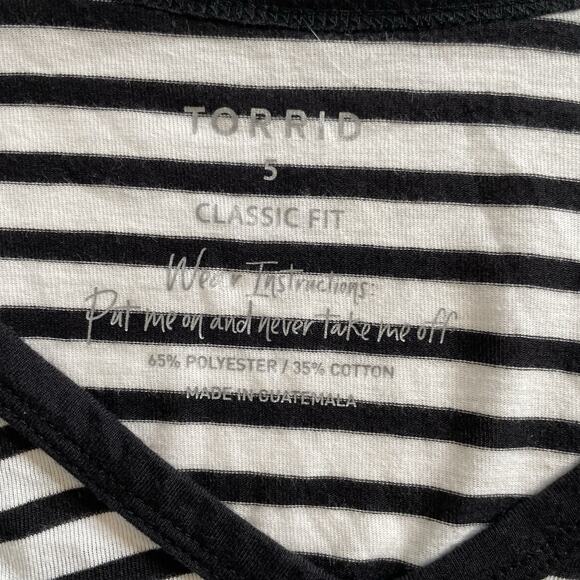 TORRID
5
CLASSIC FIT
Wear Instructions:
Put me on and never take me off
65% POLYESTER / 35% COTTON
MADE IN GUATEMALA